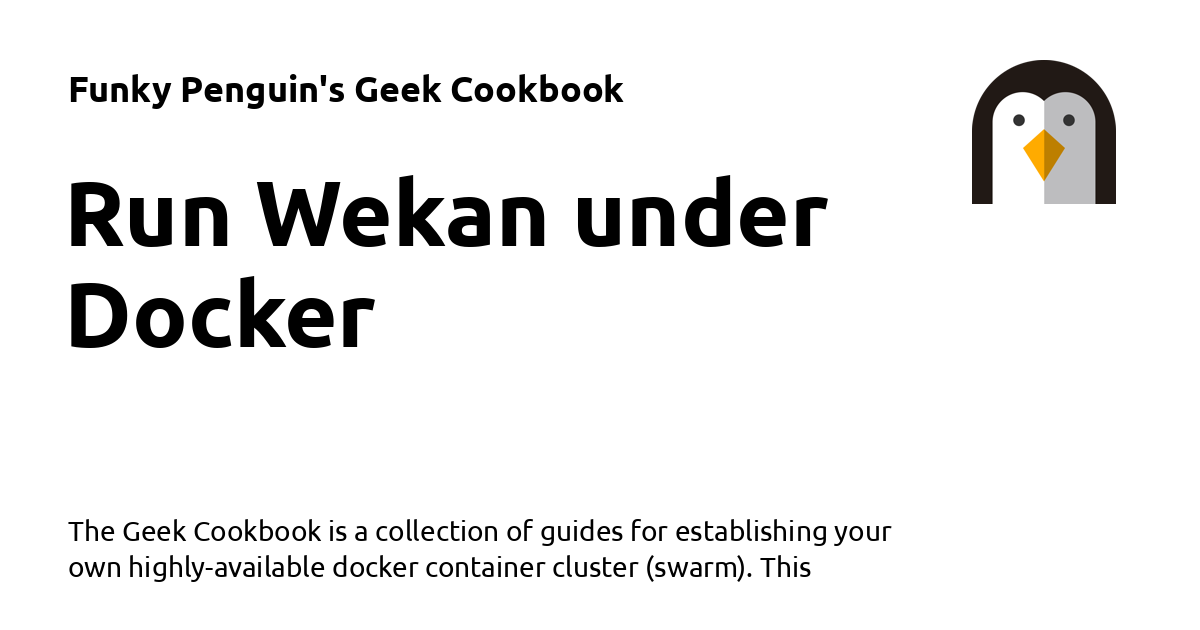 Funky Penguin's Geek Cookbook
Run Wekan under
Docker
The Geek Cookbook is a collection of guides for establishing your
own highly-available docker container cluster (swarm). This